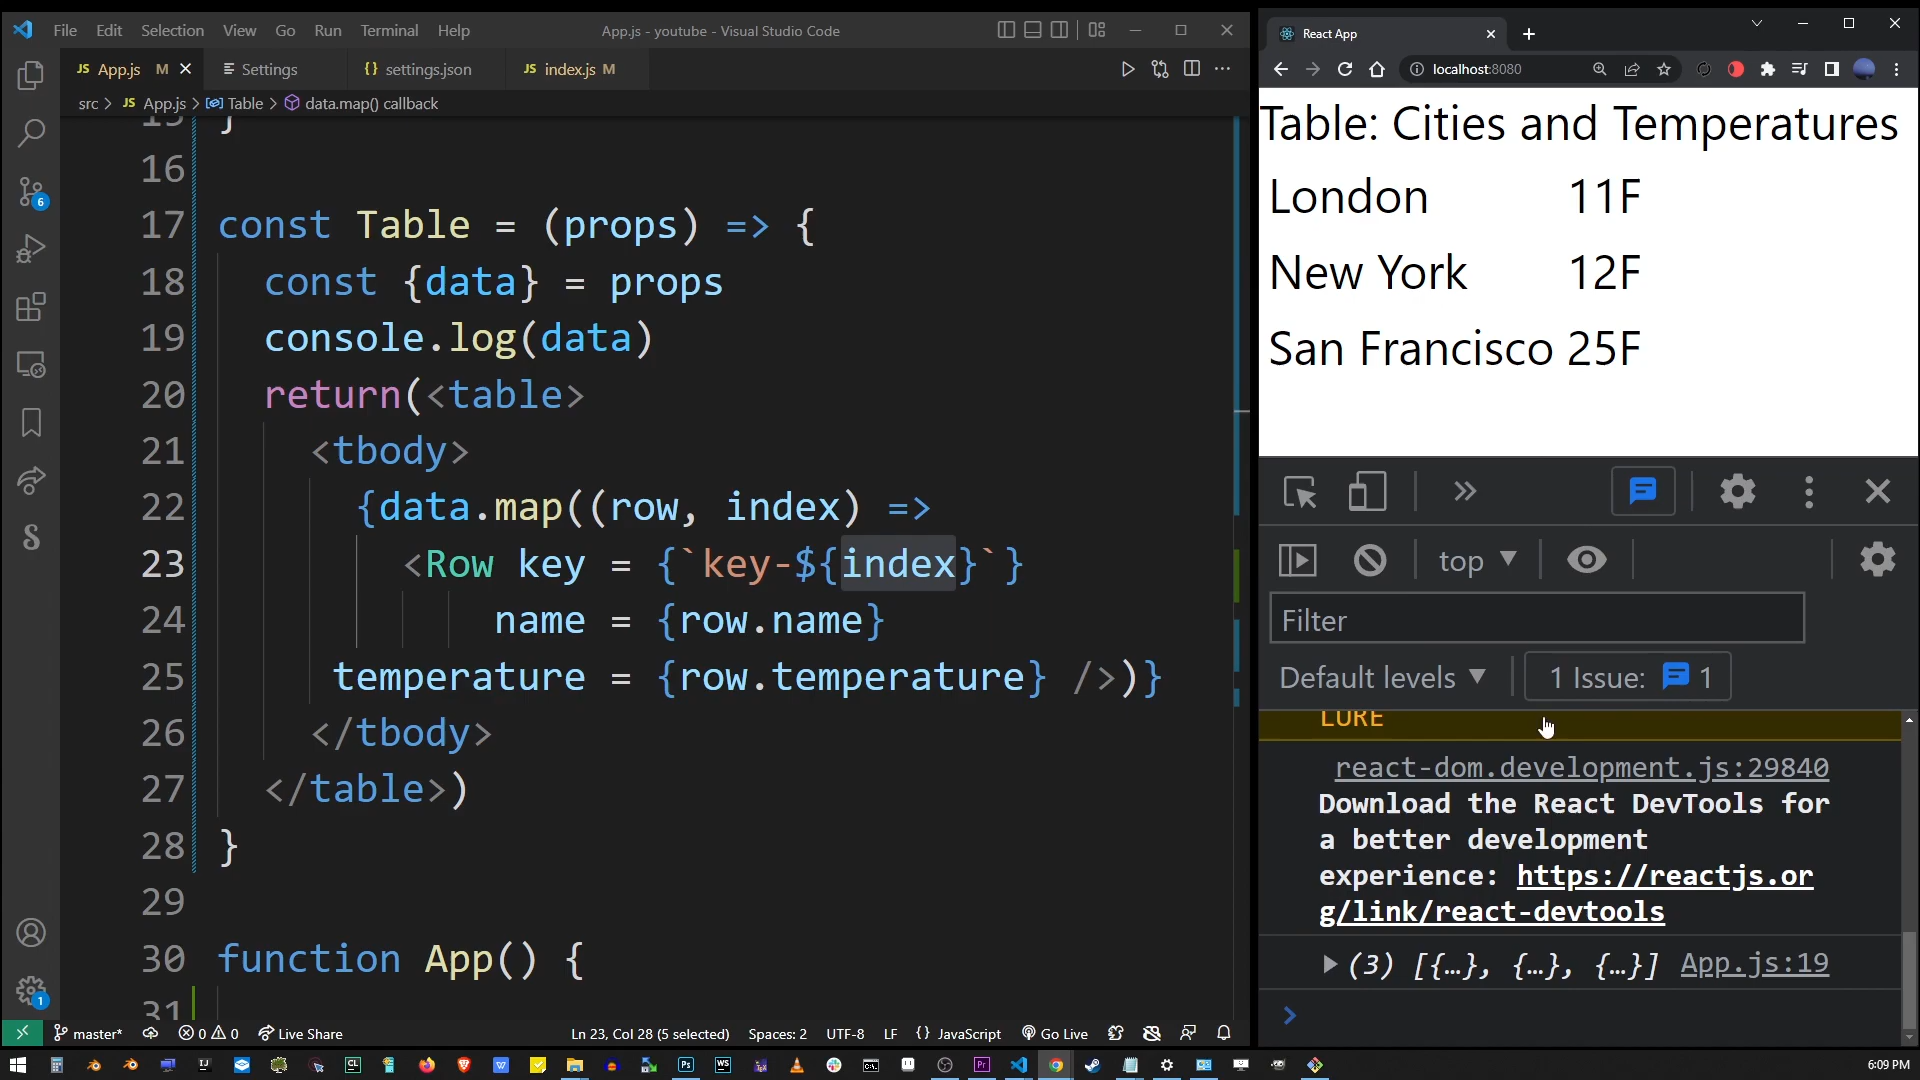 File Edit Selection View Go Run Terminal Help
App.js - youtube - Visual Studio Code
JS App.js M
Settings
{} settings.json
JS index.js M
src > JS App.js > Table > data.map() callback
15 }
16
17 const Table = (props) => {
18 const {data} = props
19 console.log(data)
20 return(<table>
21 <tbody>
22 {data.map((row, index) =>
23 <Row key = {`key-${index}`}
24 name = {row.name}
25 temperature = {row.temperature} />)}
26 </tbody>
27 </table>)
28 }
29
30 function App() {
31
6
1
master*
0 0
Live Share
Ln 23, Col 28 (5 selected)
Spaces: 2
UTF-8
LF
{} JavaScript
Go Live
React App
localhost:8080
Table: Cities and Temperatures
London 11F
New York 12F
San Francisco 25F
top ▼
Filter
Default levels ▼
1 Issue: 1
LURE
react-dom.development.js:29840
Download the React DevTools for
a better development
experience: https://reactjs.or
g/link/react-devtools
(3) [{…}, {…}, {…}] App.js:19
6:09 PM